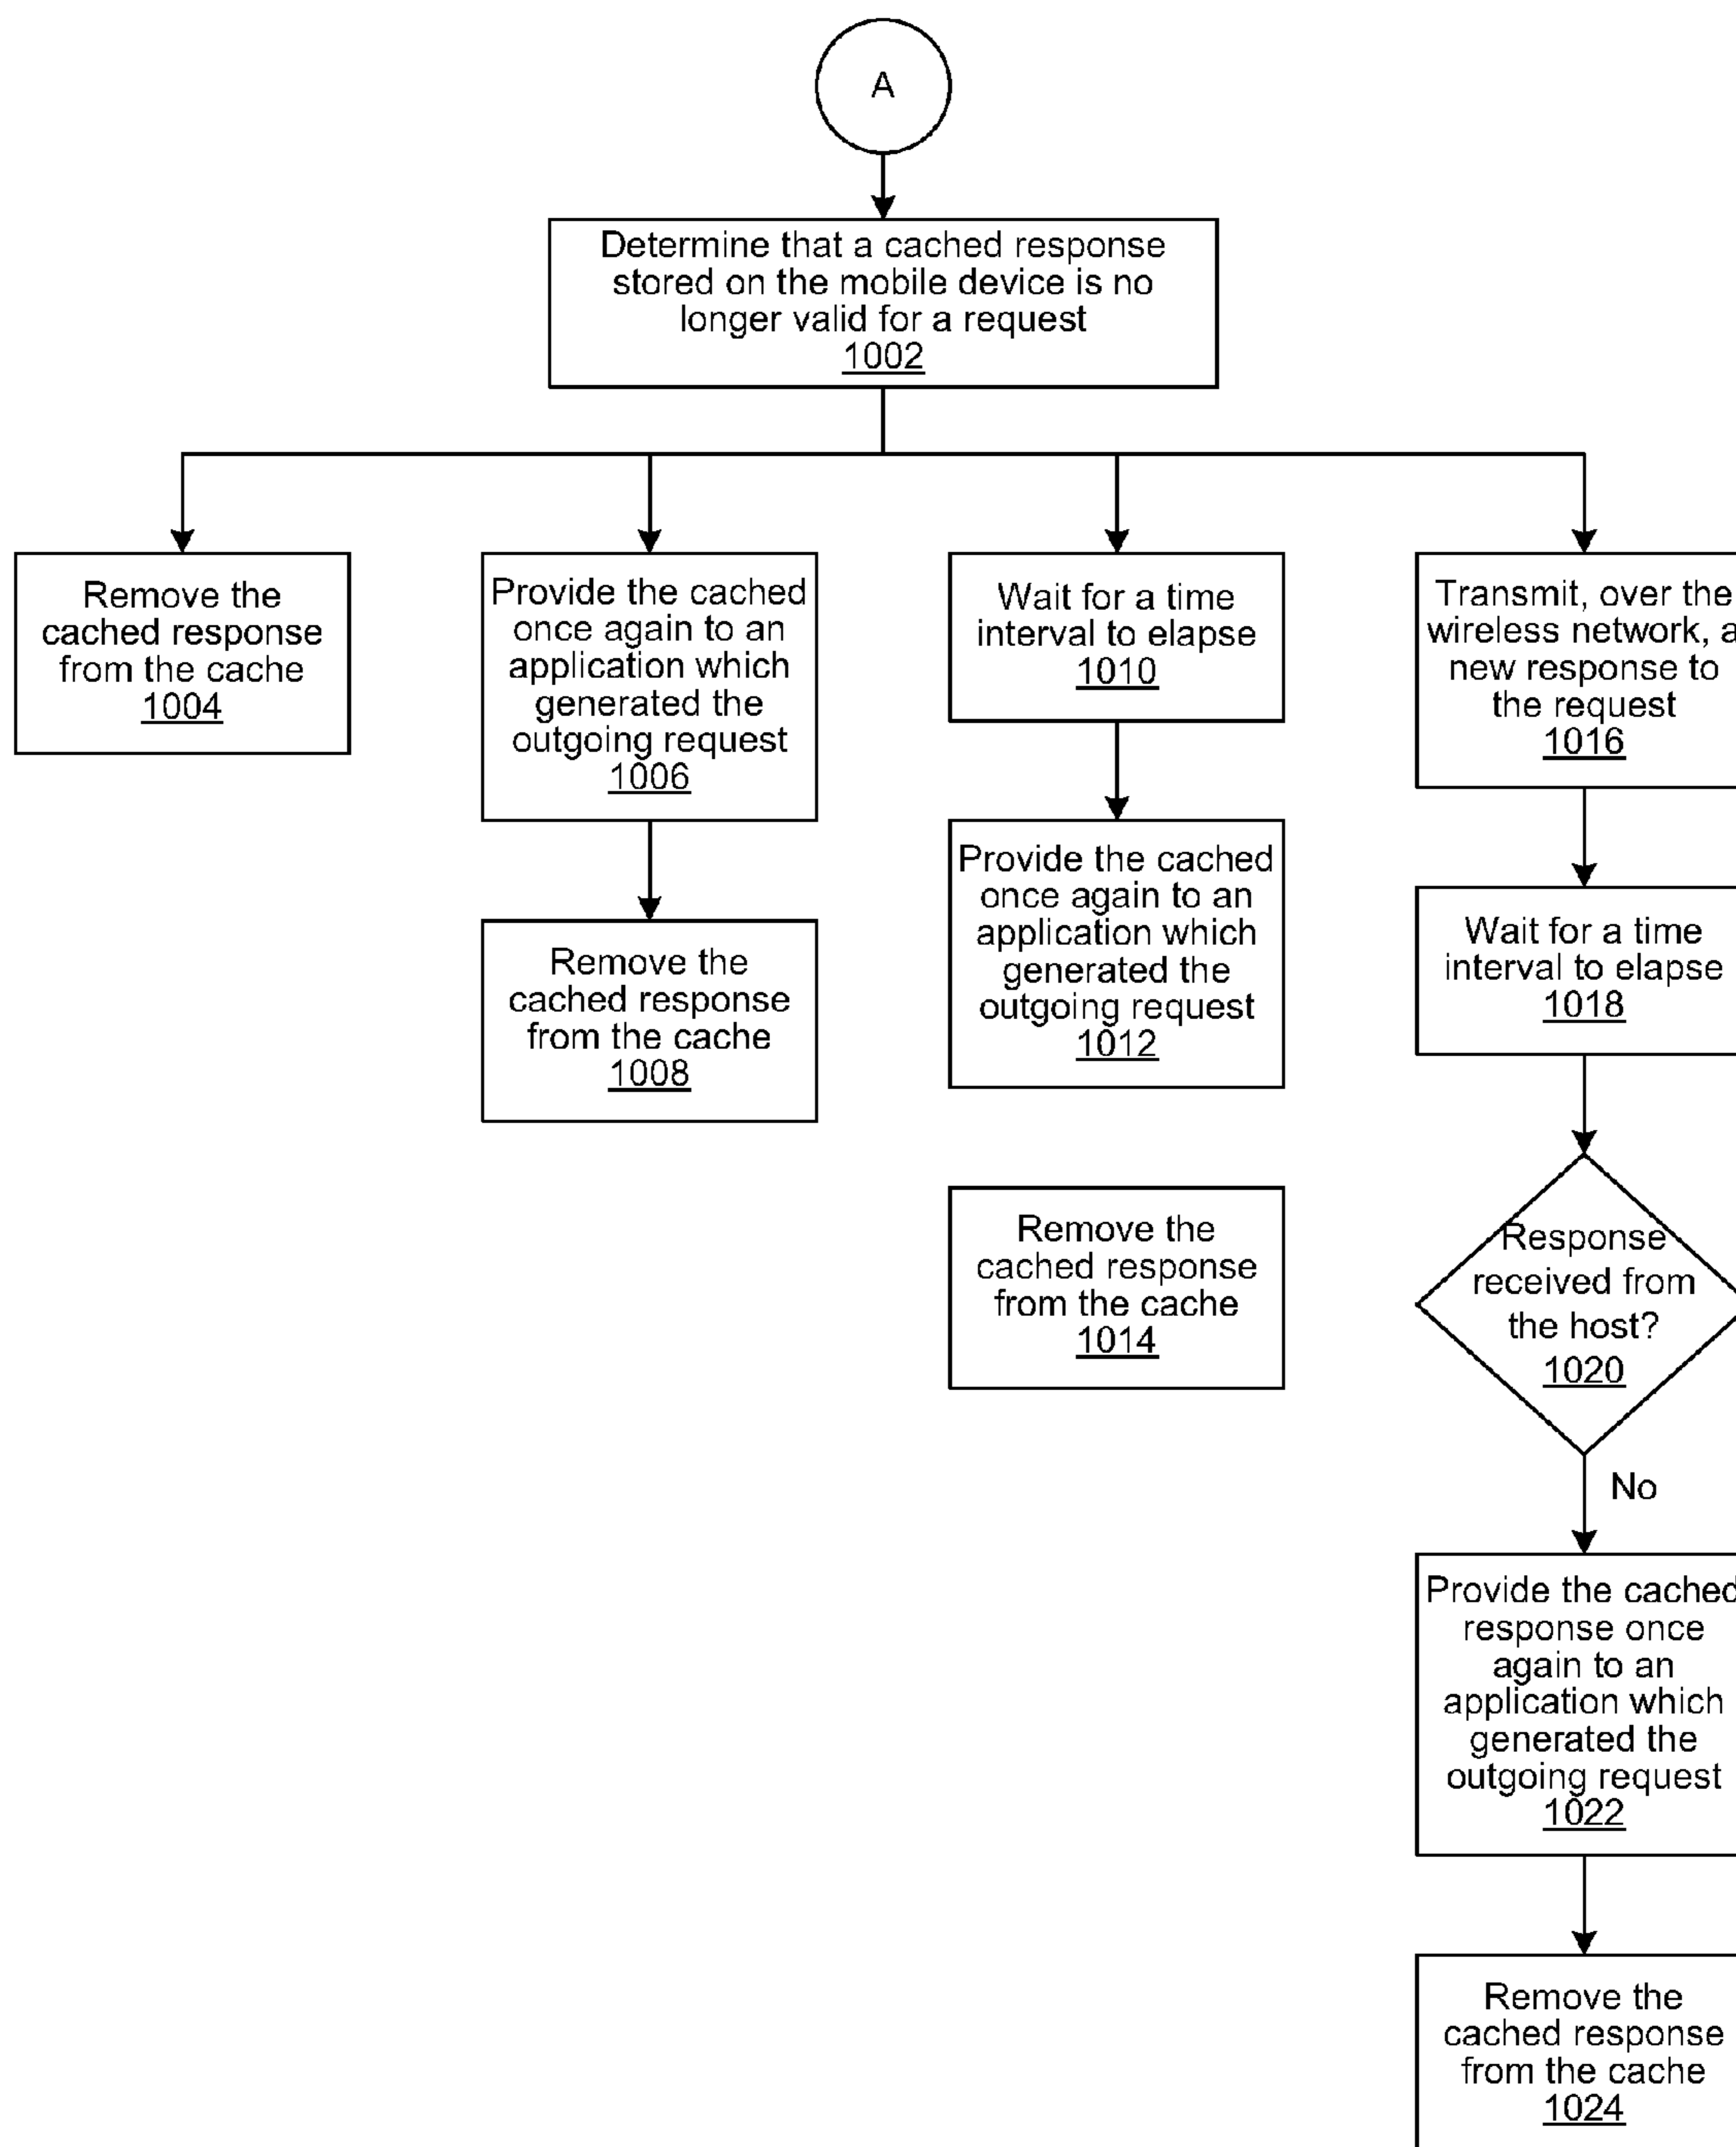 A
Determine that a cached response
stored on the mobile device is no
longer valid for a request
1002
Remove the
cached response
from the cache
1004
Provide the cached
once again to an
application which
generated the
outgoing request
1006
Remove the
cached response
from the cache
1008
Wait for a time
interval to elapse
1010
Provide the cached
once again to an
application which
generated the
outgoing request
1012
Remove the
cached response
from the cache
1014
Transmit, over the
wireless network, a
new response to
the request
1016
Wait for a time
interval to elapse
1018
Response
received from
the host?
1020
No
Provide the cached
response once
again to an
application which
generated the
outgoing request
1022
Remove the
cached response
from the cache
1024